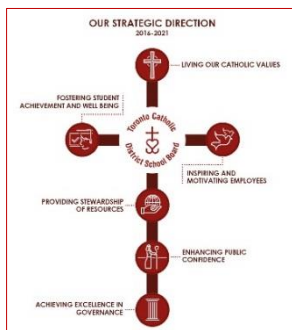 OUR STRATEGIC DIRECTION
2016-2021
LIVING OUR CATHOLIC VALUES
FOSTERING STUDENT
ACHIEVEMENT AND WELL BEING
Toronto Catholic
District School Board
INSPIRING AND
MOTIVATING EMPLOYEES
PROVIDING STEWARDSHIP
OF RESOURCES
ENHANCING PUBLIC
CONFIDENCE
ACHIEVING EXCELLENCE IN
GOVERNANCE